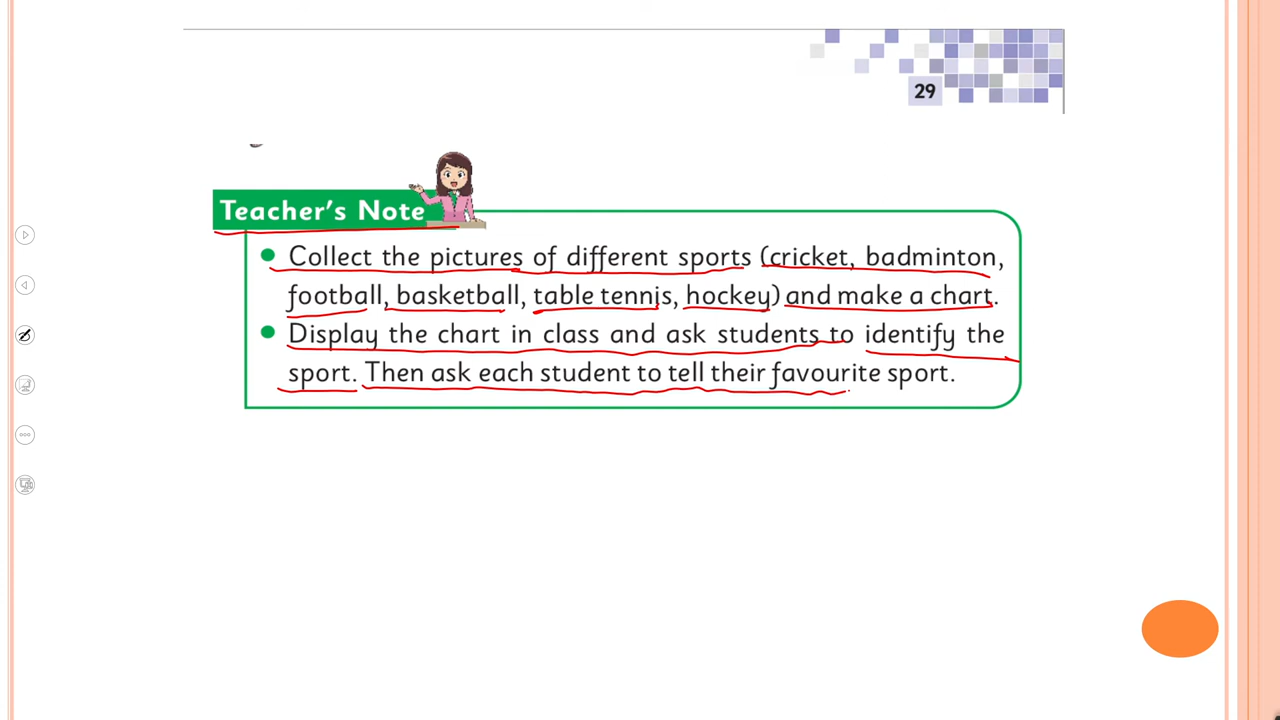 29
Teacher's Note
Collect the pictures of different sports (cricket, badminton,
football, basketball, table tennis, hockey) and make a chart.
Display the chart in class and ask students to identify the
sport. Then ask each student to tell their favourite sport.